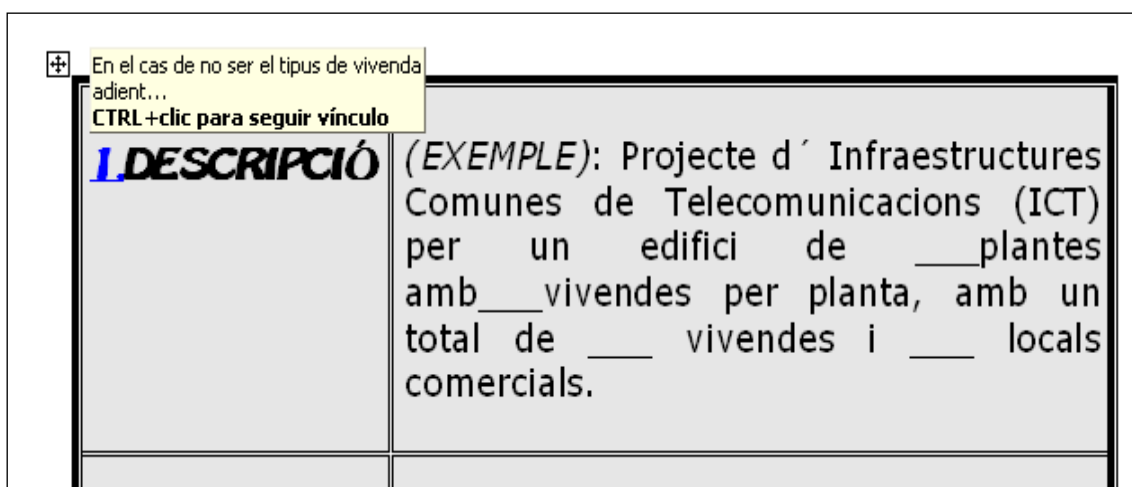 En el cas de no ser el tipus de vivenda
adient...
CTRL+clic para seguir vínculo
1.DESCRIPCIÓ
(EXEMPLE): Projecte d´ Infraestructures
Comunes de Telecomunicacions (ICT)
per un edifici de ___plantes
amb___vivendes per planta, amb un
total de ___ vivendes i ___ locals
comercials.